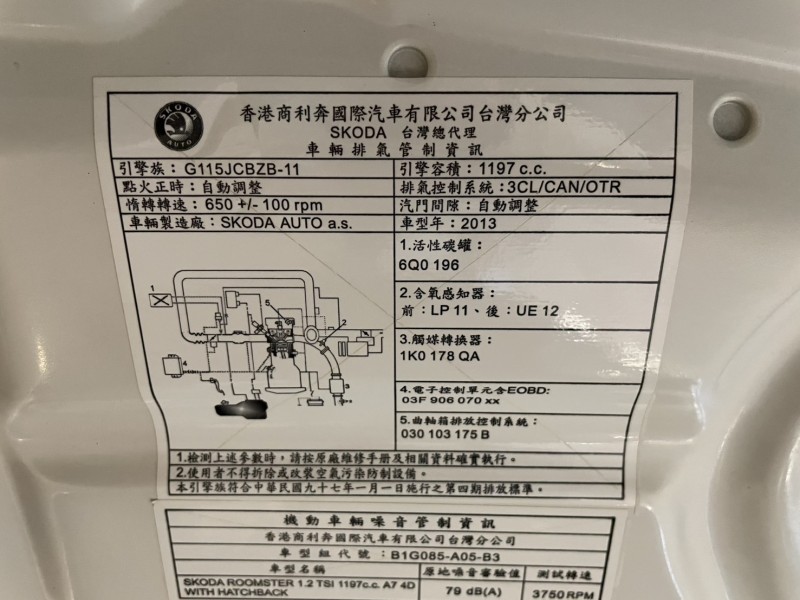 SKODA
AUTO
香港商利奔國際汽車有限公司台灣分公司
SKODA 台灣總代理
車輛排氣管制資訊
引擎族：G115JCBZB-11
引擎容積：1197 c.c.
點火正時：自動調整
排氣控制系統：3CL/CAN/OTR
惰轉轉速：650 +/- 100 rpm
汽門間隙：自動調整
車輛製造廠：SKODA AUTO a.s.
車型年：2013
1.活性碳罐：
6Q0 196
2.含氧感知器：
前：LP 11、後：UE 12
3.觸媒轉換器：
1K0 178 QA
4.電子控制單元含EOBD:
03F 906 070 xx
5.曲軸箱排放控制系統：
030 103 175 B
1
5
2
4
3
1.檢測上述參數時，請按原廠維修手冊及相關資料確實執行。
2.使用者不得拆除或改裝空氣污染防制設備。
本引擎族符合中華民國九十七年一月一日施行之第四期排放標準。
機動車輛噪音管制資訊
香港商利奔國際汽車有限公司台灣分公司
車型組代號：B1G085-A05-B3
車型名稱
原地噪音審驗值
測試轉速
SKODA ROOMSTER 1.2 TSI 1197c.c. A7 4D
WITH HATCHBACK
79 dB(A)
3750 RPM